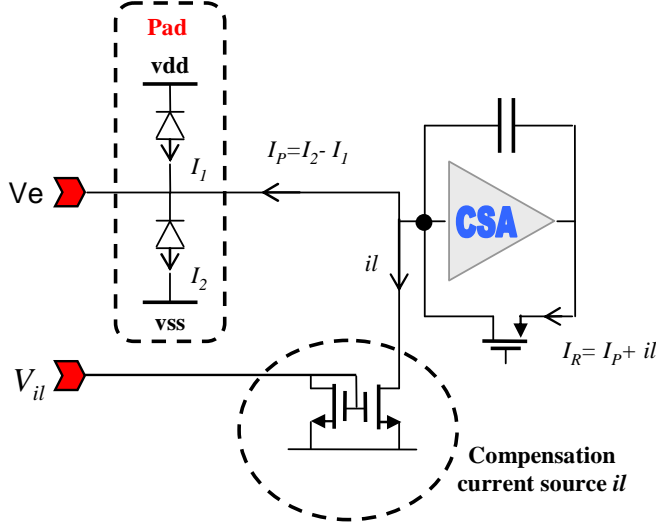 Pad
vdd
I1
IP=I2- I1
Ve
CSA
il
I2
vss
IR= IP+ il
Vil
Compensation
current source il